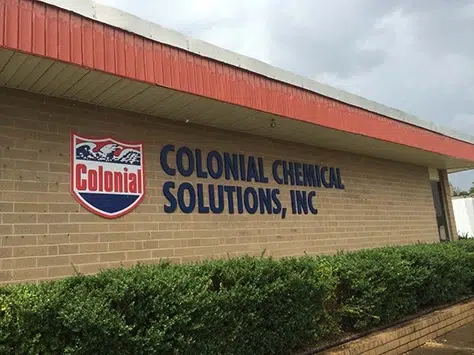 Colonial
COLONIAL CHEMICAL
SOLUTIONS, INC